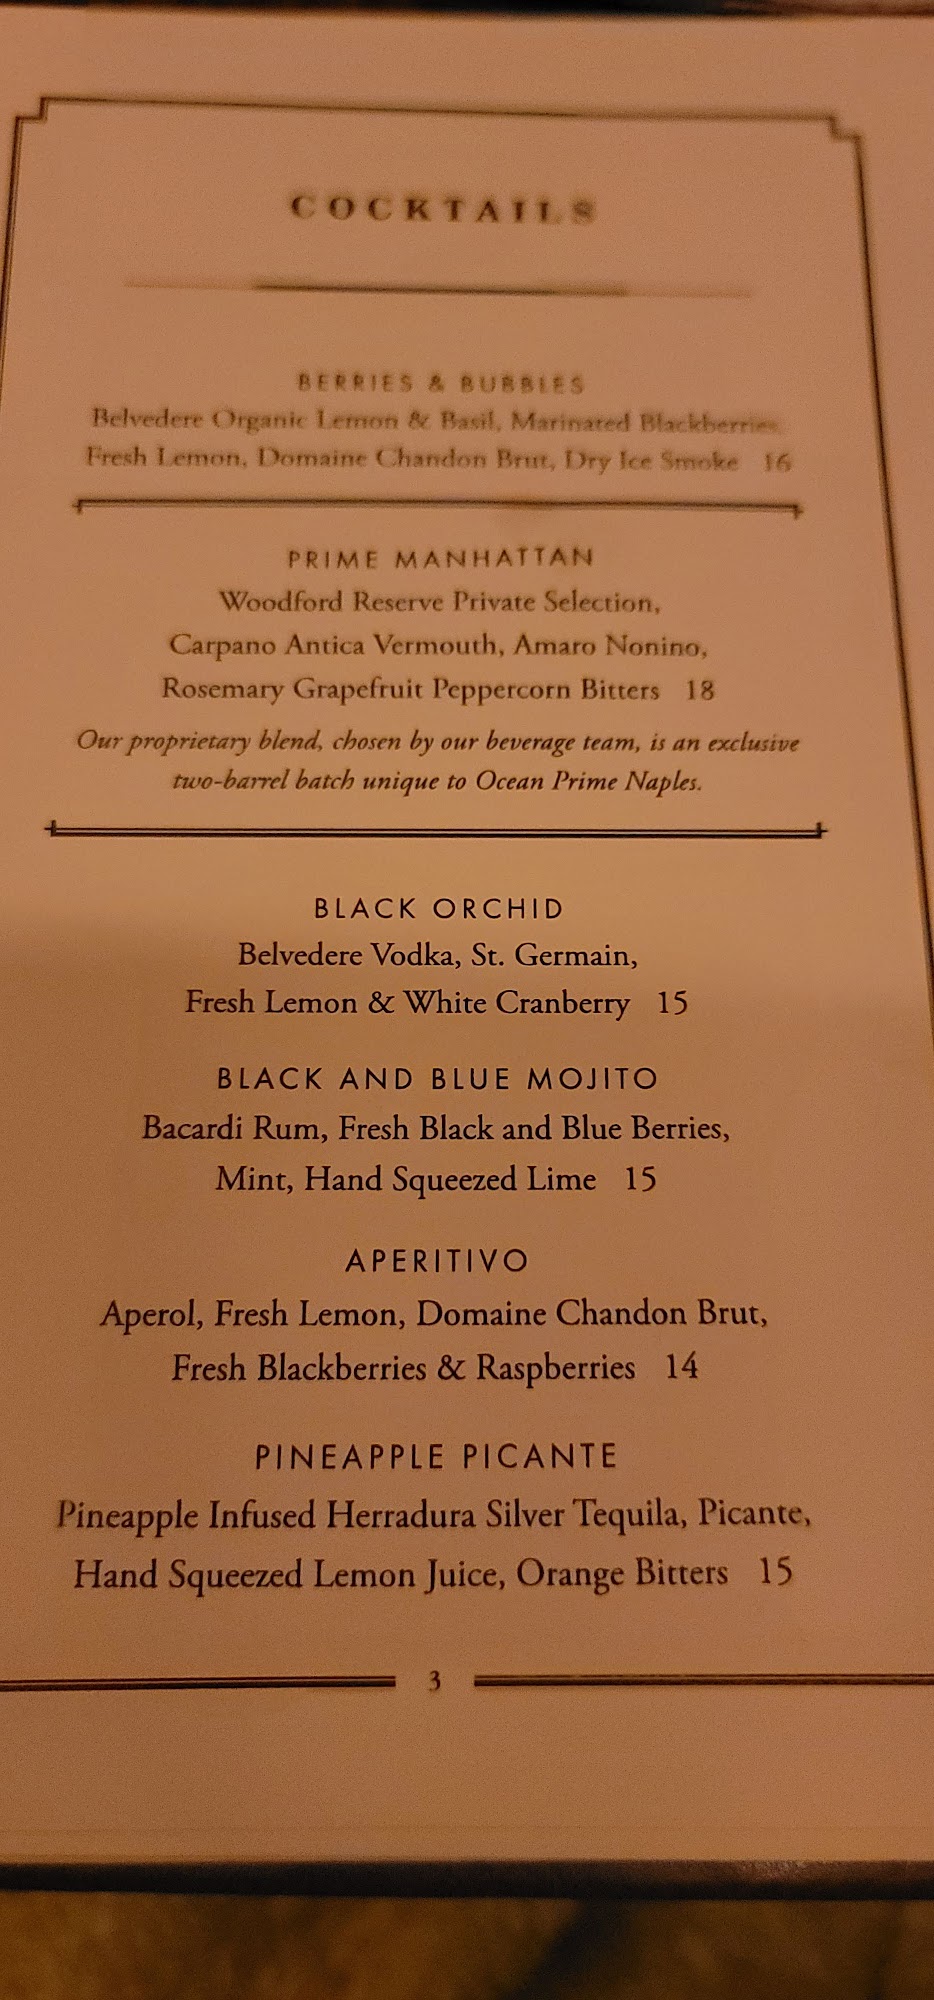 COCKTAILS
BERRIES & BUBBLES
Belvedere Organic Lemon & Basil, Marinated Blackberries,
Fresh Lemon, Domaine Chandon Brut, Dry Ice Smoke 16
PRIME MANHATTAN
Woodford Reserve Private Selection,
Carpano Antica Vermouth, Amaro Nonino,
Rosemary Grapefruit Peppercorn Bitters 18
Our proprietary blend, chosen by our beverage team, is an exclusive
two-barrel batch unique to Ocean Prime Naples.
BLACK ORCHID
Belvedere Vodka, St. Germain,
Fresh Lemon & White Cranberry 15
BLACK AND BLUE MOJITO
Bacardi Rum, Fresh Black and Blue Berries,
Mint, Hand Squeezed Lime 15
APERITIVO
Aperol, Fresh Lemon, Domaine Chandon Brut,
Fresh Blackberries & Raspberries 14
PINEAPPLE PICANTE
Pineapple Infused Herradura Silver Tequila, Picante,
Hand Squeezed Lemon Juice, Orange Bitters 15
3